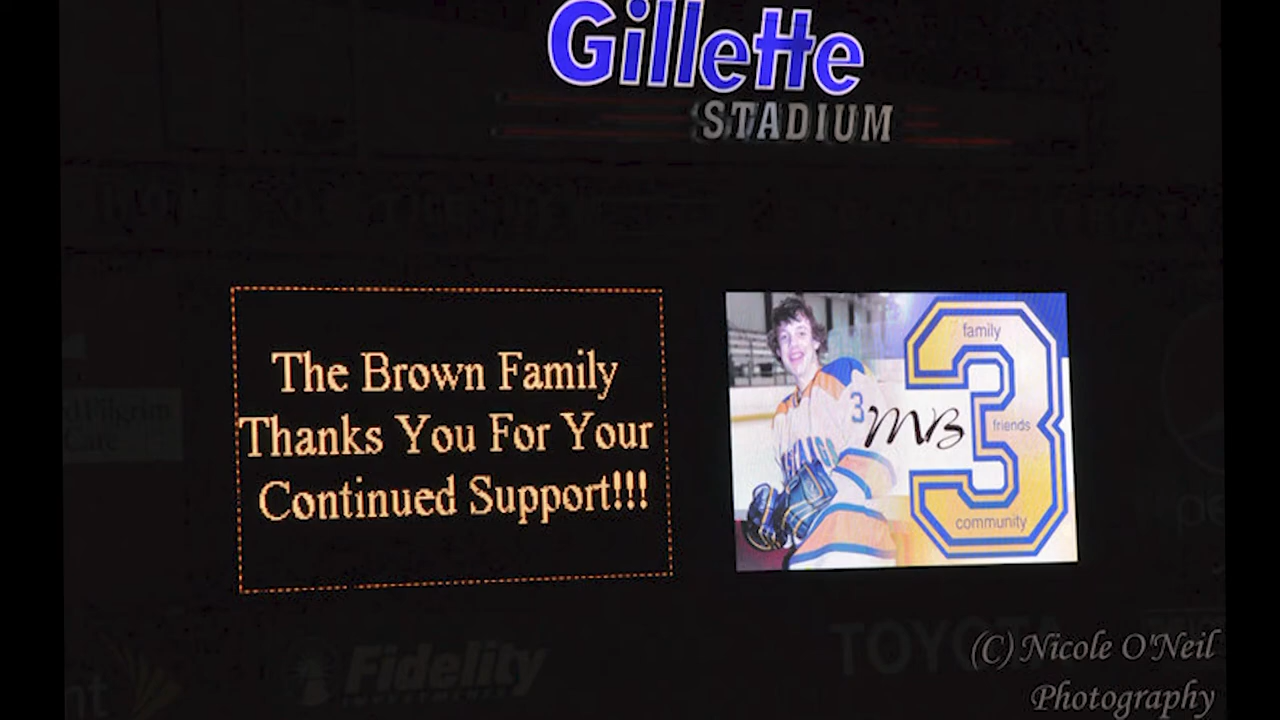 Gillette
STADIUM
The Brown Family
Thanks You For Your
Continued Support!!!
family
3
MB
friends
3
community
Fidelity
TOYOTA
(C) Nicole O'Neil
Photography